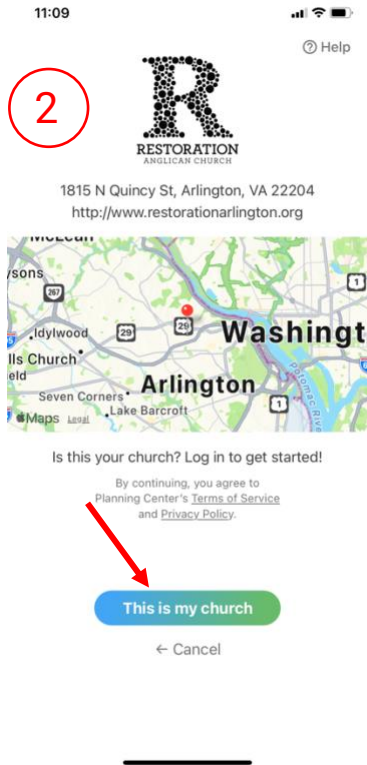 11:09
Help
2
R
RESTORATION
ANGLICAN CHURCH
1815 N Quincy St, Arlington, VA 22204
http://www.restorationarlington.org
McLean
ysons
267
1
Idylwood
29
29
Washingt
lls Church
eld
Arlington
Seven Corners
Lake Barcroft
1
Potomac Rive
Maps Legal
Is this your church? Log in to get started!
By continuing, you agree to
Planning Center's Terms of Service
and Privacy Policy.
This is my church
← Cancel